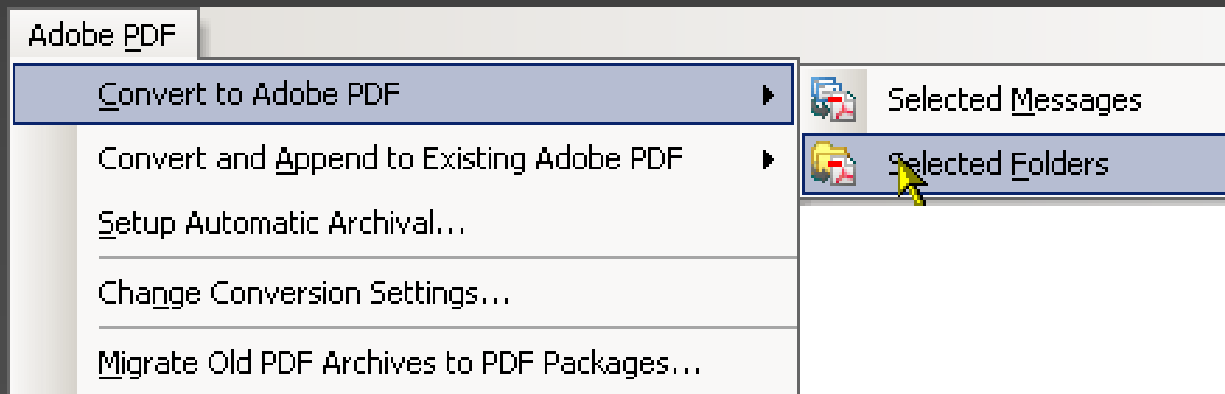 Adobe PDF
Convert to Adobe PDF
Selected Messages
Selected Folders
Convert and Append to Existing Adobe PDF
Setup Automatic Archival...
Change Conversion Settings...
Migrate Old PDF Archives to PDF Packages...